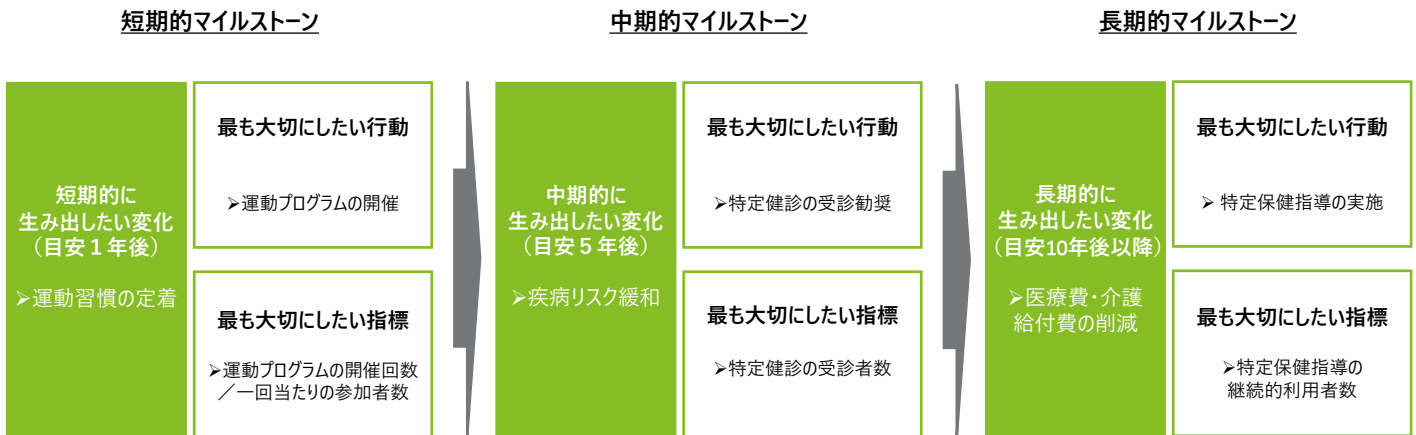 短期的マイルストーン
中期的マイルストーン
長期的マイルストーン
短期的に
生み出したい変化
（目安１年後）
➢運動習慣の定着
最も大切にしたい行動
➢運動プログラムの開催
最も大切にしたい指標
➢運動プログラムの開催回数
／一回当たりの参加者数
中期的に
生み出したい変化
（目安５年後）
➢疾病リスク緩和
最も大切にしたい行動
➢特定健診の受診勧奨
最も大切にしたい指標
➢特定健診の受診者数
長期的に
生み出したい変化
（目安10年後以降）
➢医療費・介護
給付費の削減
最も大切にしたい行動
➢ 特定保健指導の実施
最も大切にしたい指標
➢特定保健指導の
継続的利用者数